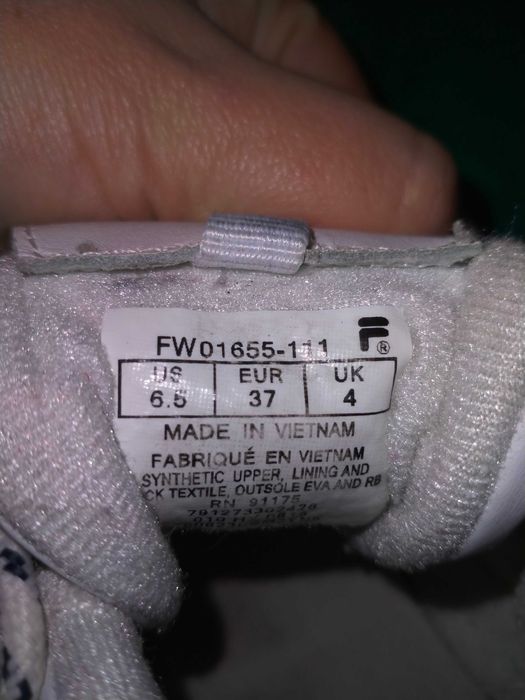 FW01655-111 F®
US EUR UK
6.5 37 4
MADE IN VIETNAM
FABRIQUÉ EN VIETNAM
SYNTHETIC UPPER, LINING AND
CK TEXTILE, OUTSOLE EVA AND RB
RN 91175